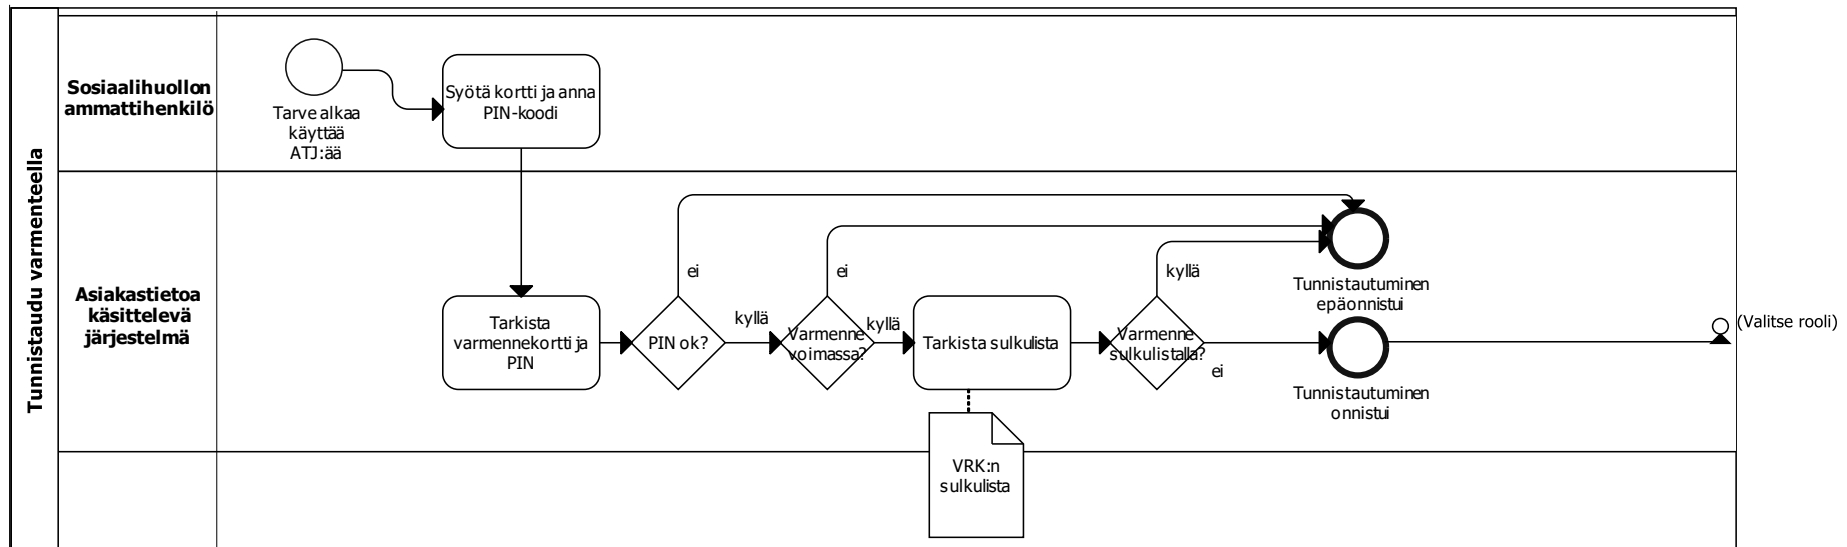 Tunnistaudu varmenteella
Sosiaalihuollon
ammattihenkilö
Tarve alkaa
käyttää
ATJ:ää
Syötä kortti ja anna
PIN-koodi
Asiakastietoa
käsittelevä
järjestelmä
Tarkista
varmennekortti ja
PIN
PIN ok?
ei
kyllä
Varmenne
voimassa?
ei
kyllä
Tarkista sulkulista
VRK:n
sulkulista
Varmenne
sulkulistalla?
kyllä
ei
Tunnistautuminen
epäonnistui
Tunnistautuminen
onnistui
(Valitse rooli)